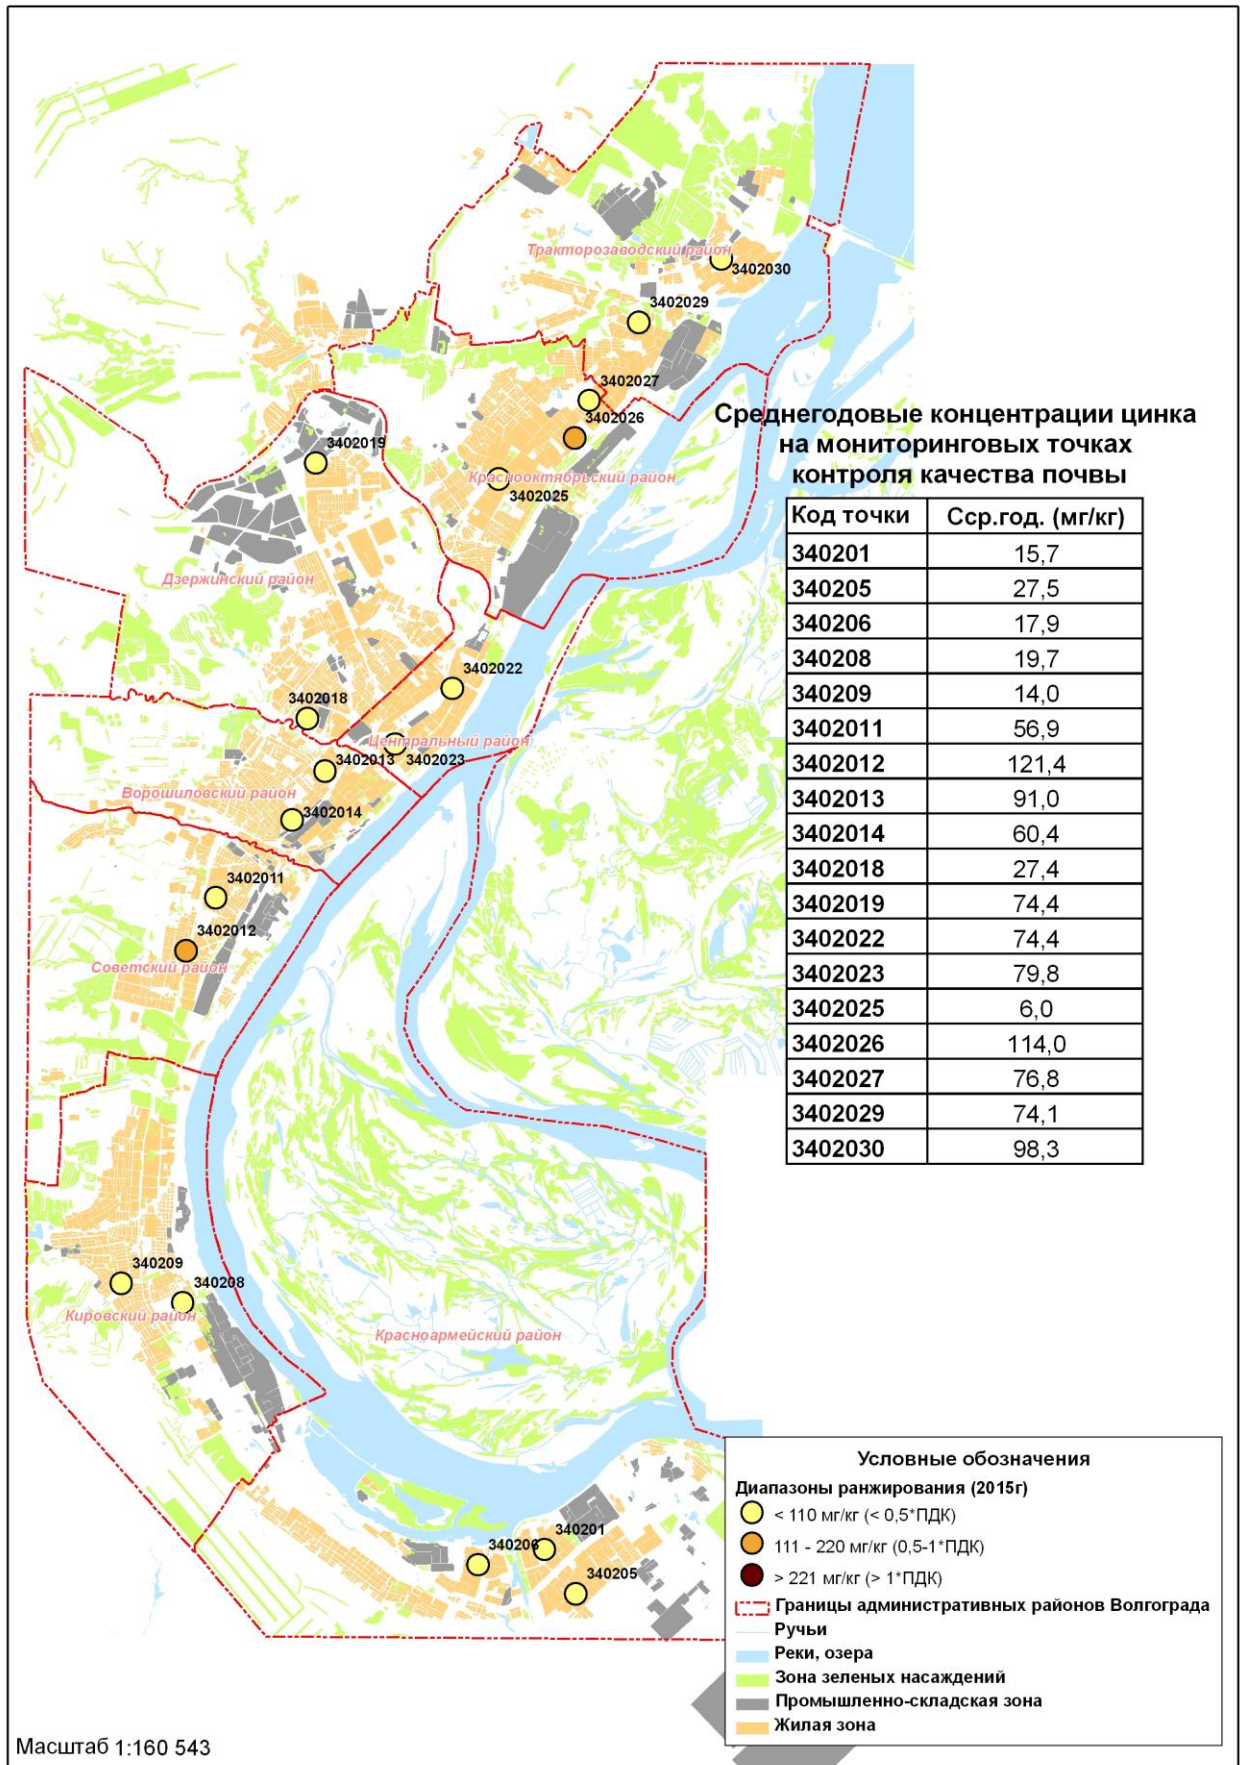 Тракторозаводский район
3402030
3402029
3402027
3402026
Среднегодовые концентрации цинка
на мониторинговых точках
контроля качества почвы
3402019
Краснооктябрьский район
3402025
Дзержинский район
3402022
3402018
Центральный район
3402013
3402023
Ворошиловский район
3402014
3402011
3402012
Советский район
Код точки Сср.год. (мг/кг)
340201 15,7
340205 27,5
340206 17,9
340208 19,7
340209 14,0
3402011 56,9
3402012 121,4
3402013 91,0
3402014 60,4
3402018 27,4
3402019 74,4
3402022 74,4
3402023 79,8
3402025 6,0
3402026 114,0
3402027 76,8
3402029 74,1
3402030 98,3
340209
340208
Кировский район
Красноармейский район
340201
340206
340205
Условные обозначения
Диапазоны ранжирования (2015г)
< 110 мг/кг (< 0,5*ПДК)
111 - 220 мг/кг (0,5-1*ПДК)
> 221 мг/кг (> 1*ПДК)
Границы административных районов Волгограда
Ручьи
Реки, озера
Зона зеленых насаждений
Промышленно-складская зона
Жилая зона
Масштаб 1:160 543